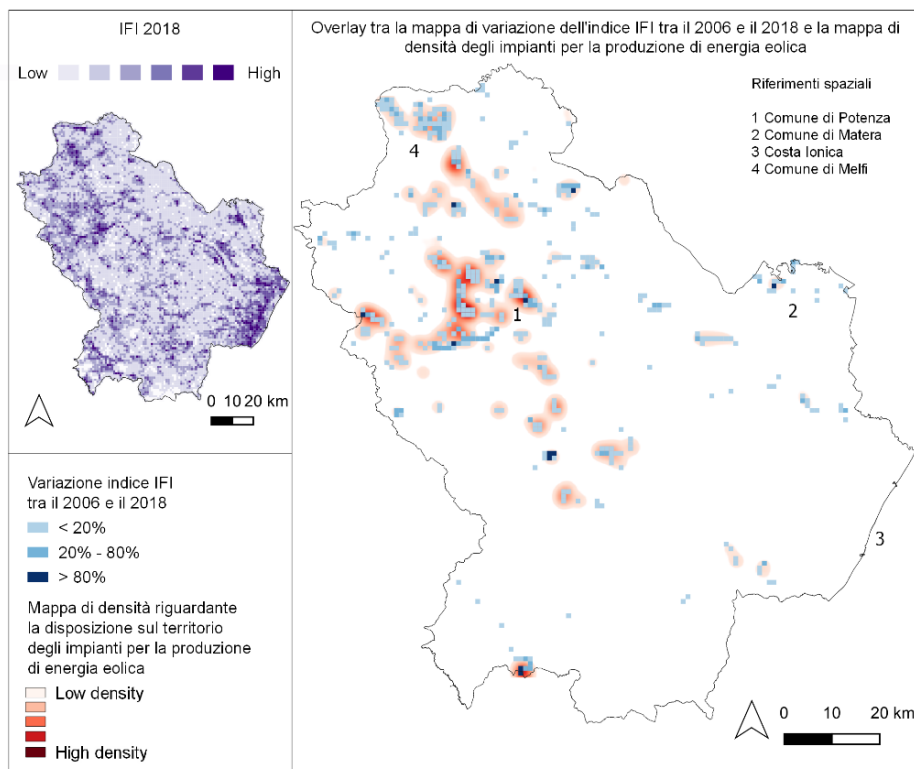 IFI 2018
Low High
0 10 20 km
Variazione indice IFI
tra il 2006 e il 2018
< 20%
20% - 80%
> 80%
Mappa di densità riguardante
la disposizione sul territorio
degli impianti per la produzione
di energia eolica
Low density
High density
Overlay tra la mappa di variazione dell'indice IFI tra il 2006 e il 2018 e la mappa di
densità degli impianti per la produzione di energia eolica
Riferimenti spaziali
1 Comune di Potenza
2 Comune di Matera
3 Costa Ionica
4 Comune di Melfi
4
1
2
3
0 10 20 km